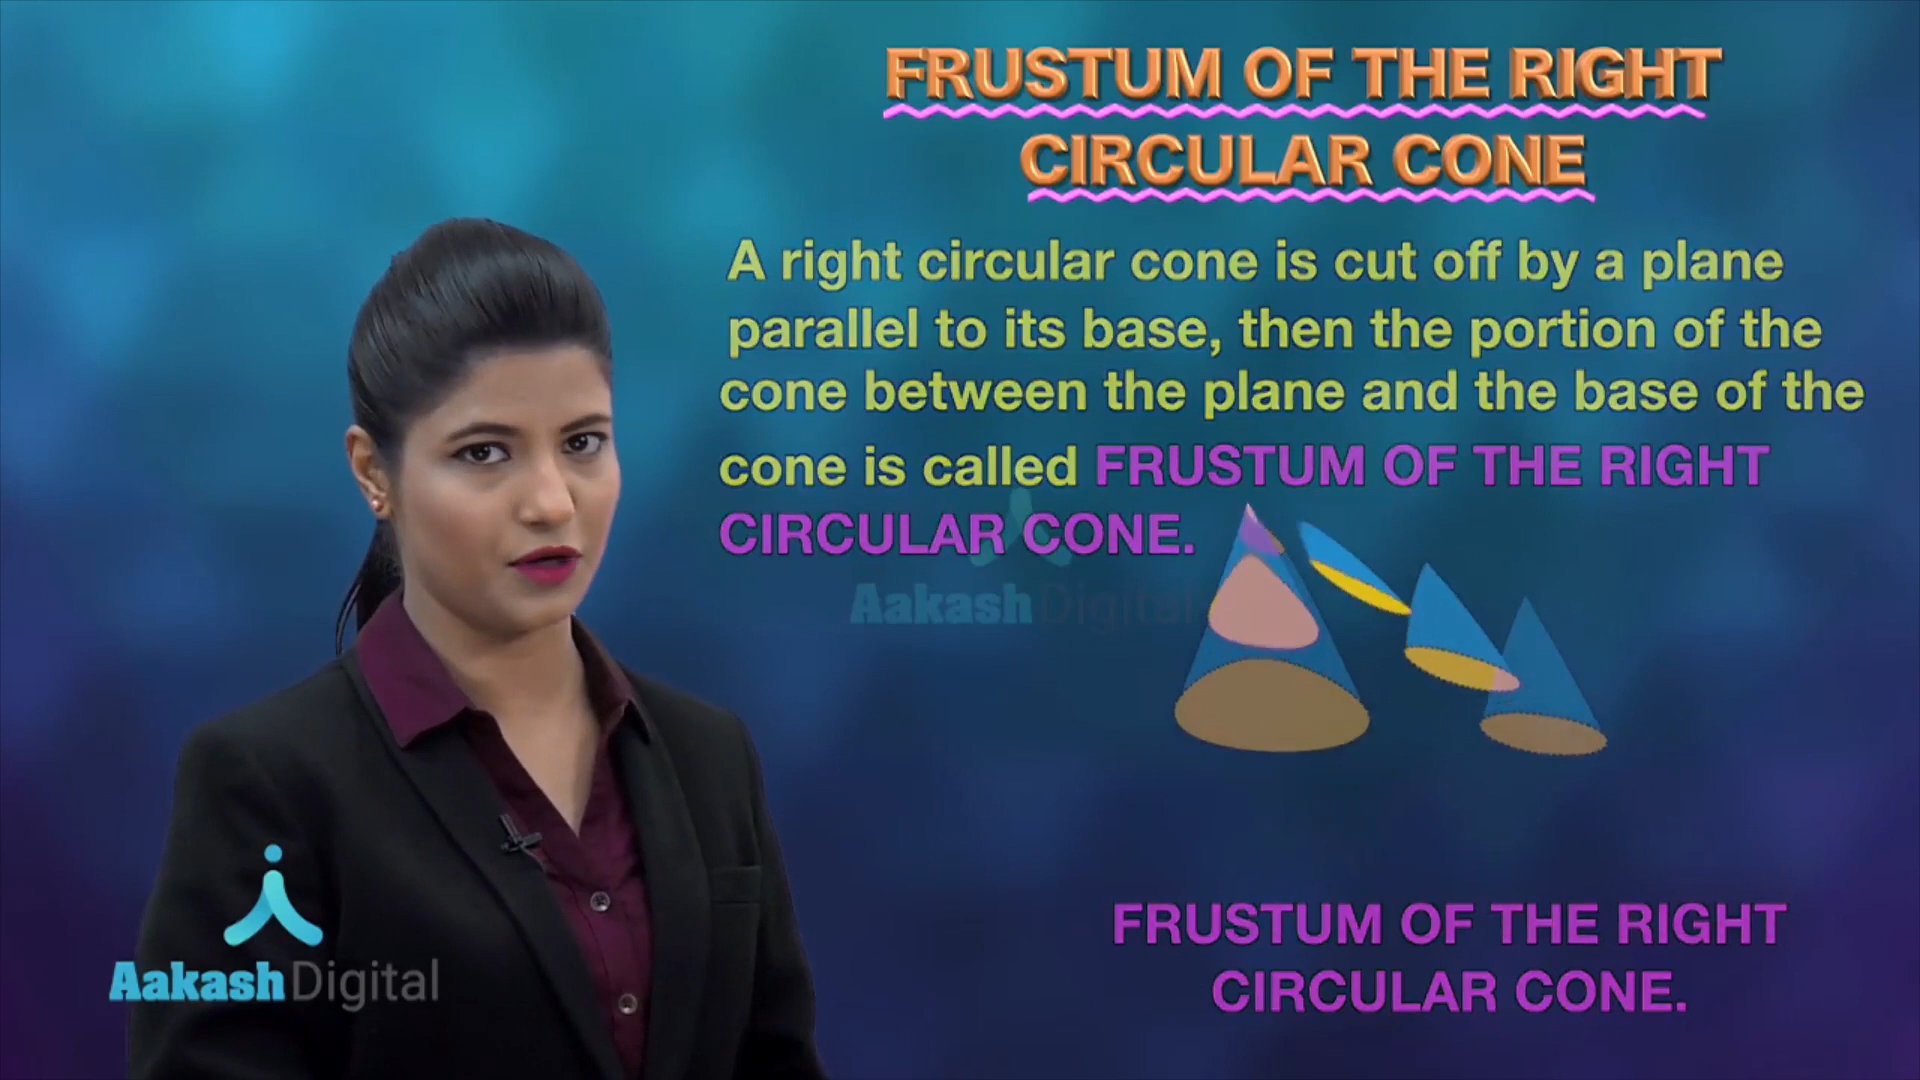 FRUSTUM OF THE RIGHT
CIRCULAR CONE
A right circular cone is cut off by a plane
parallel to its base, then the portion of the
cone between the plane and the base of the
cone is called FRUSTUM OF THE RIGHT
CIRCULAR CONE.
Aakash Digital
FRUSTUM OF THE RIGHT
CIRCULAR CONE.
Aakash Digital